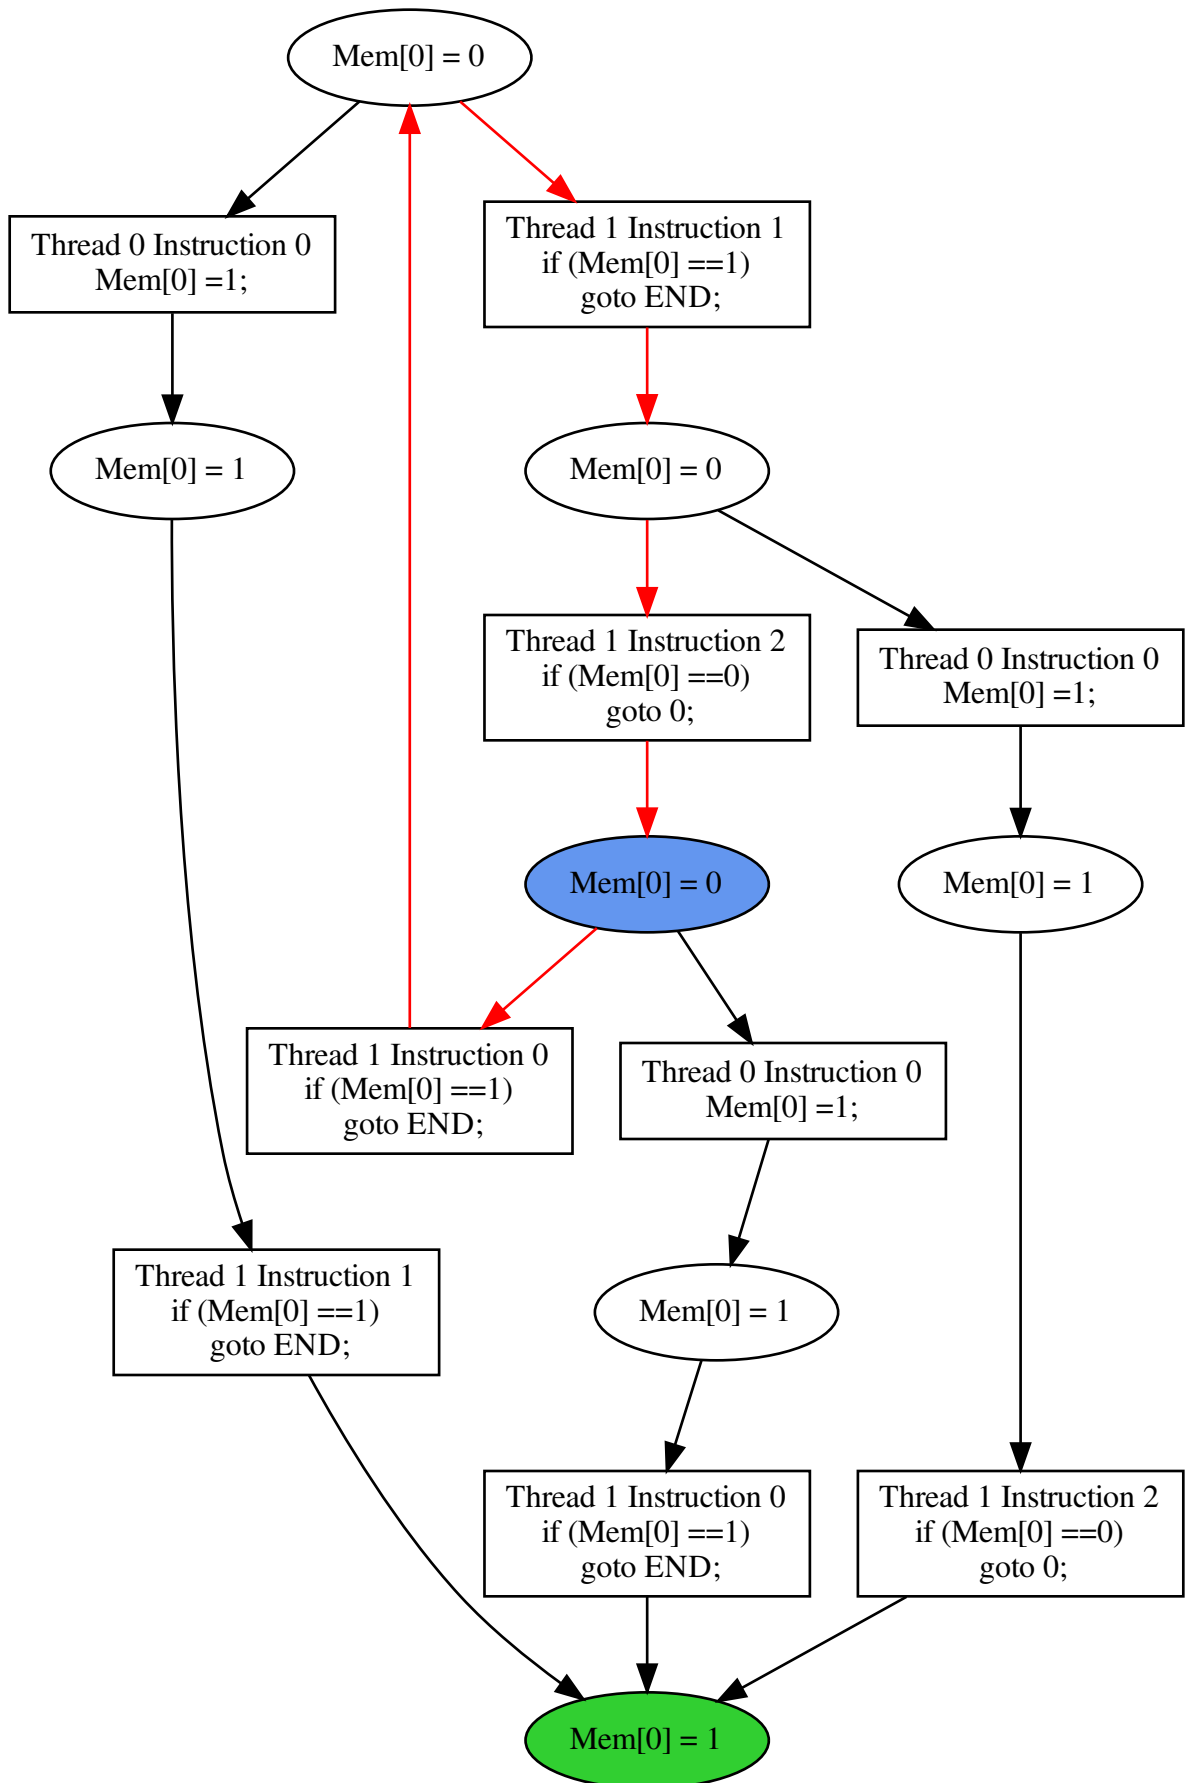 Mem[0] = 0
Thread 0 Instruction 0
Mem[0] =1;
Thread 1 Instruction 1
if (Mem[0] ==1)
goto END;
Mem[0] = 1
Mem[0] = 0
Thread 1 Instruction 2
if (Mem[0] ==0)
goto 0;
Thread 0 Instruction 0
Mem[0] =1;
Mem[0] = 0
Mem[0] = 1
Thread 1 Instruction 0
if (Mem[0] ==1)
goto END;
Thread 0 Instruction 0
Mem[0] =1;
Thread 1 Instruction 1
if (Mem[0] ==1)
goto END;
Mem[0] = 1
Thread 1 Instruction 0
if (Mem[0] ==1)
goto END;
Thread 1 Instruction 2
if (Mem[0] ==0)
goto 0;
Mem[0] = 1